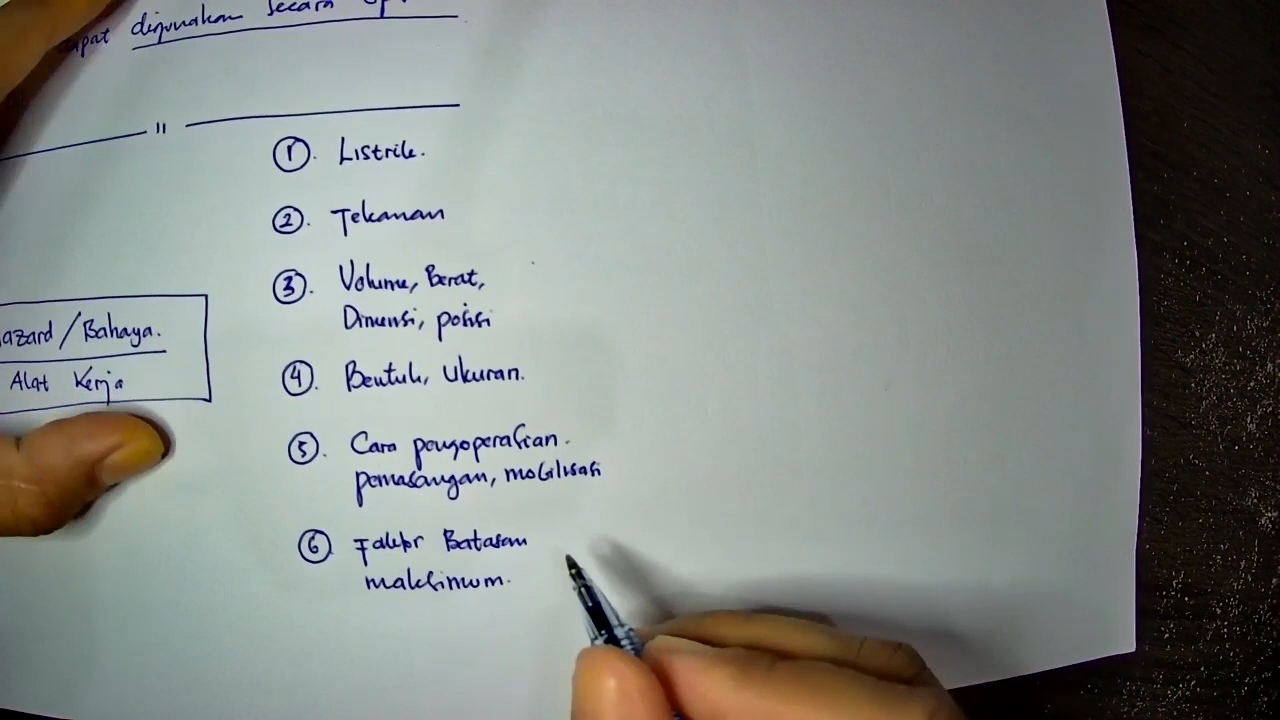 digunakan secara
"
① . Listrik.
② . Tekanan
③ . Volume, Berat,
Dimensi, posisi
④ . Bentuk, Ukuran.
⑤ . Cara pengoperasian.
pemasangan, mobilisasi
⑥ Faktor Batasan
maksimum.
azard / Bahaya.
Alat Kerja